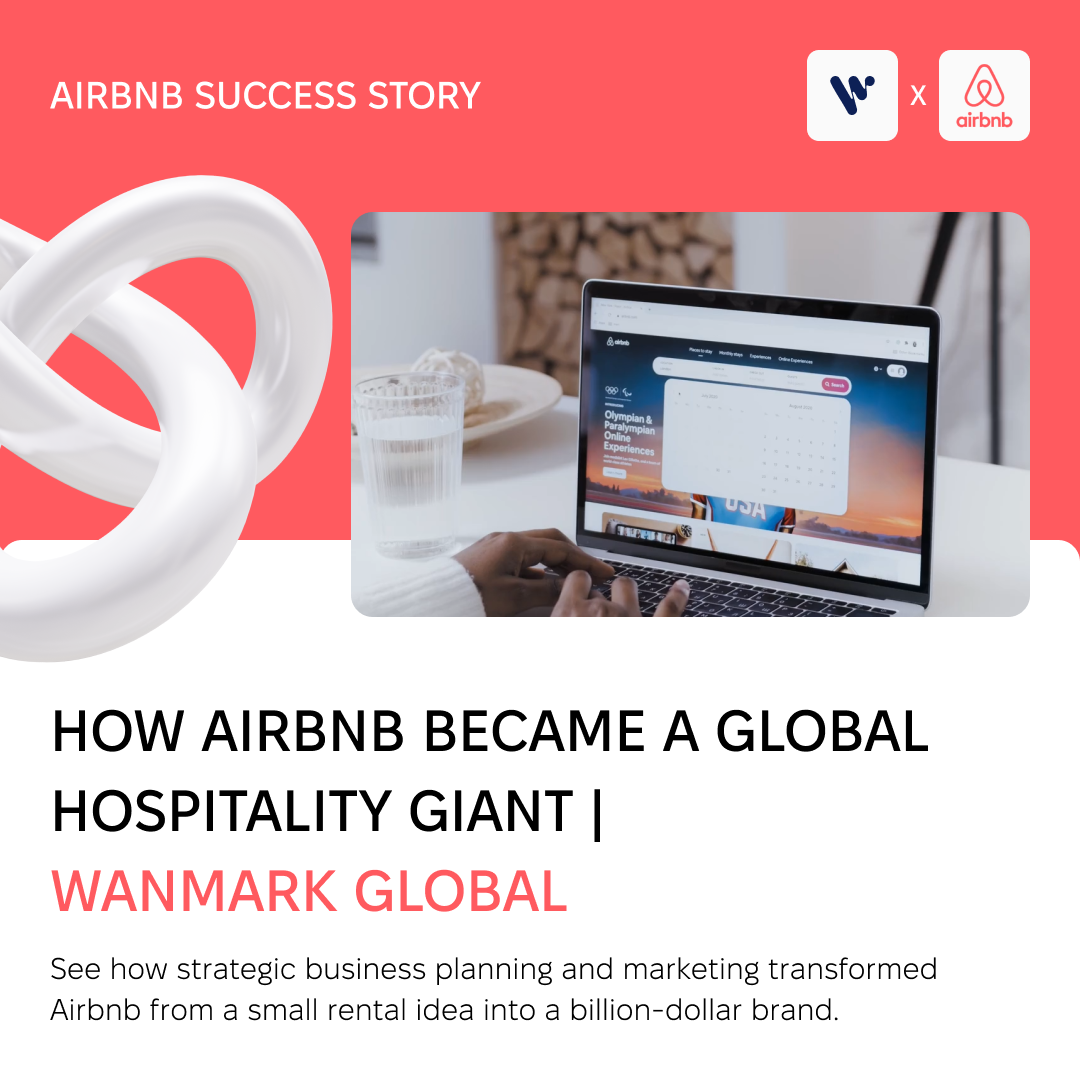 AIRBNB SUCCESS STORY
X
airbnb
airbnb
Places to stay Monthly stays Experiences Online Experiences
Search
July 2025
August 2025
Olympian &
Paralympian
Online
Experiences
USA
HOW AIRBNB BECAME A GLOBAL
HOSPITALITY GIANT |
WANMARK GLOBAL
See how strategic business planning and marketing transformed
Airbnb from a small rental idea into a billion-dollar brand.